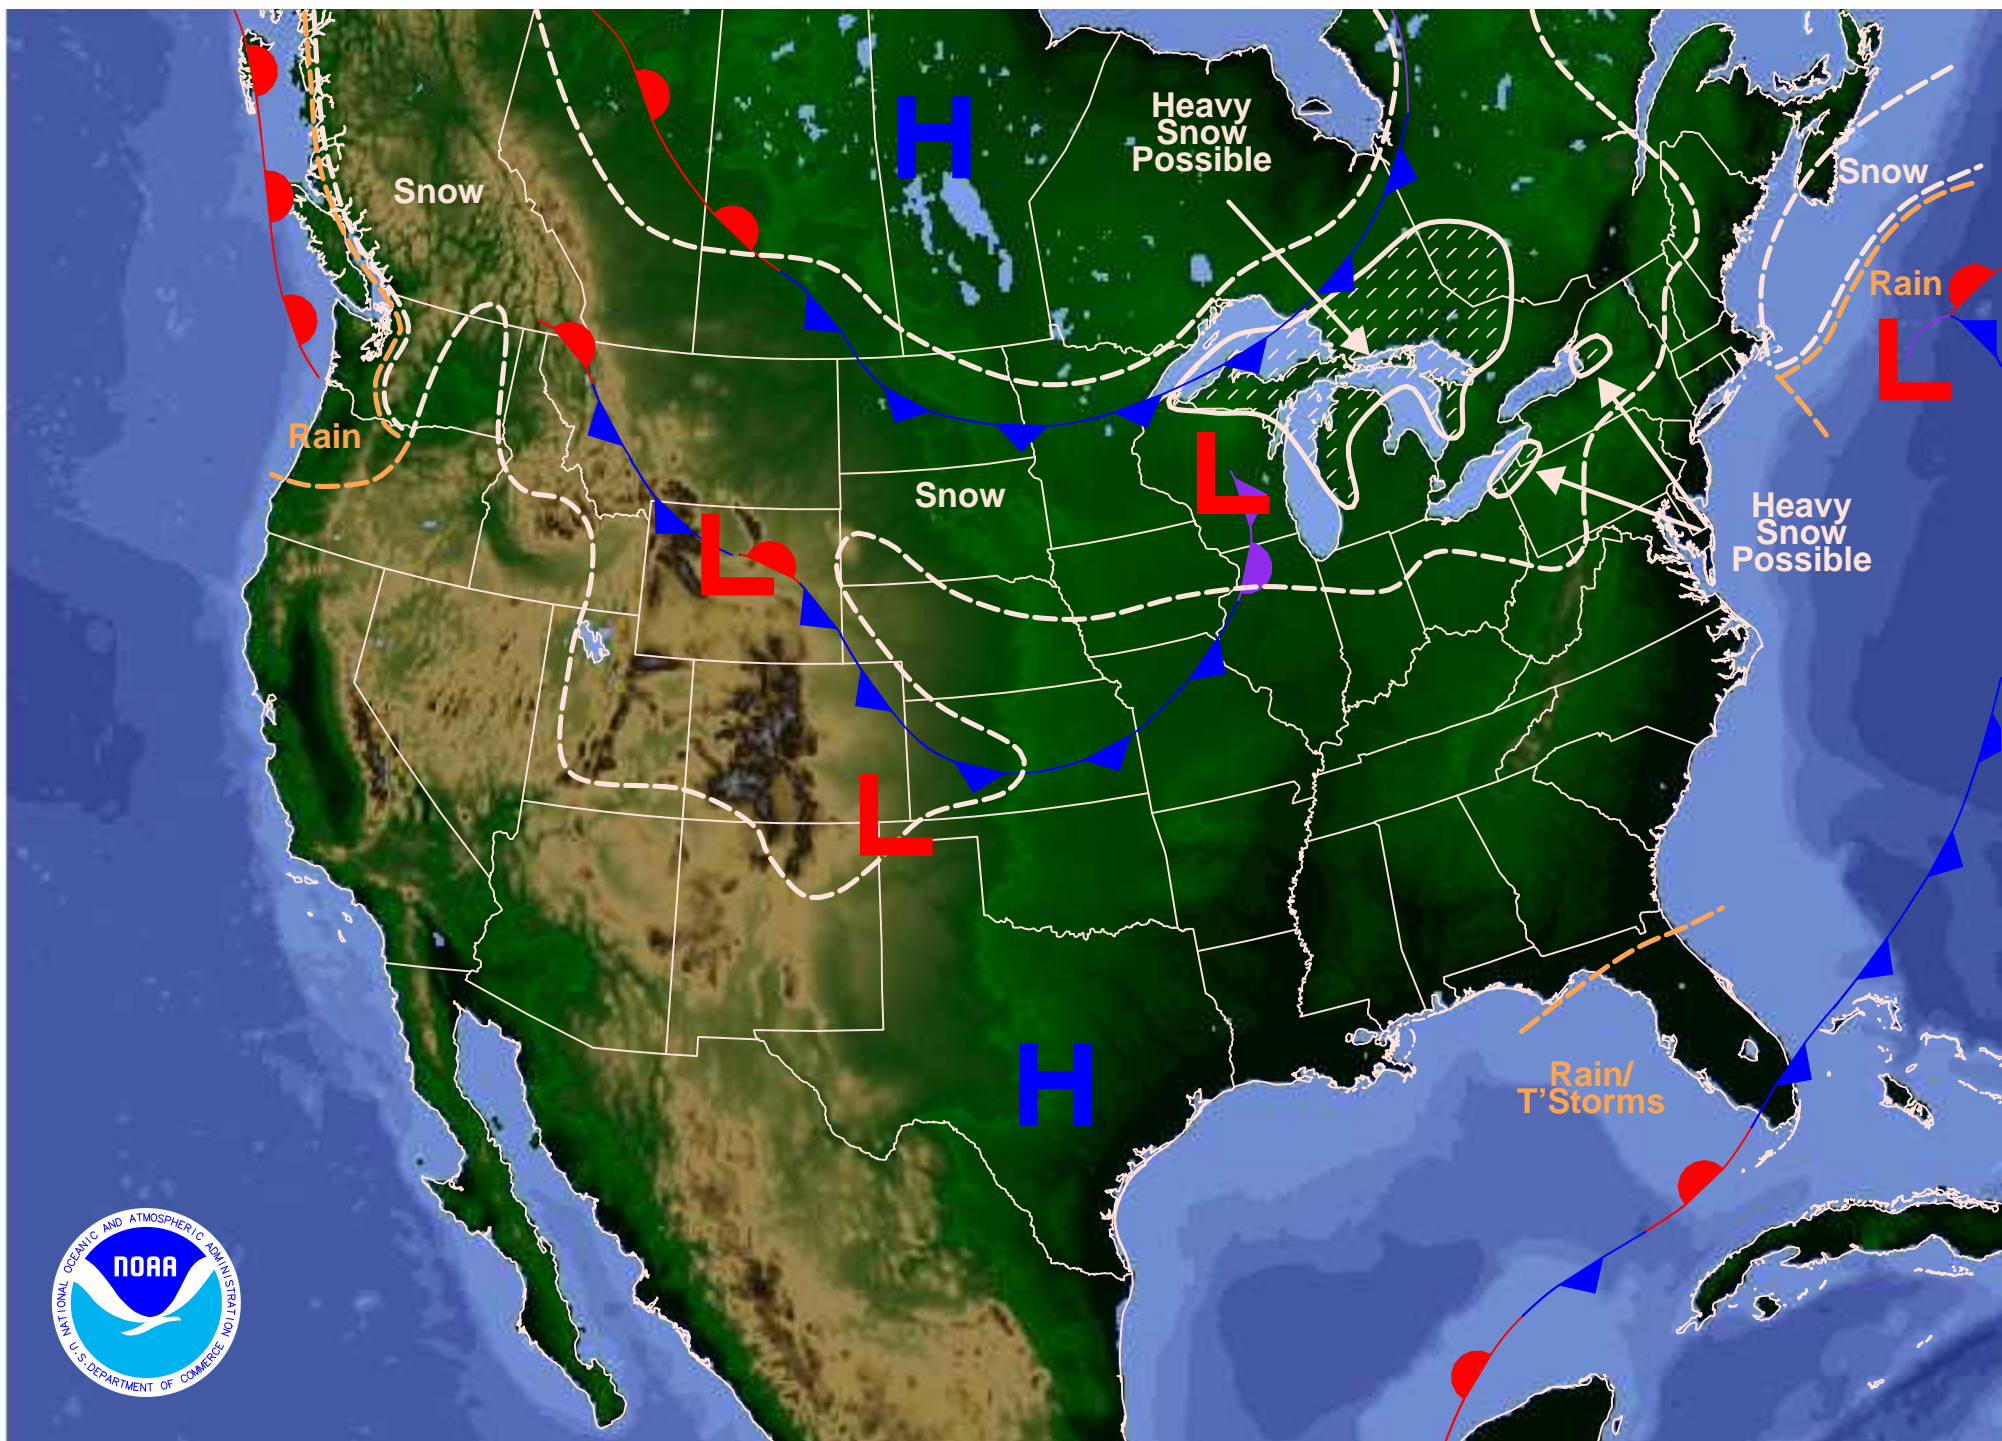 H
Heavy
Snow
Possible
Snow
Snow
Rain
L
Rain
L
Snow
Heavy
Snow
Possible
L
L
H
Rain/
T'Storms
NATIONAL OCEANIC AND ATMOSPHERIC ADMINISTRATION
NOAA
U.S. DEPARTMENT OF COMMERCE